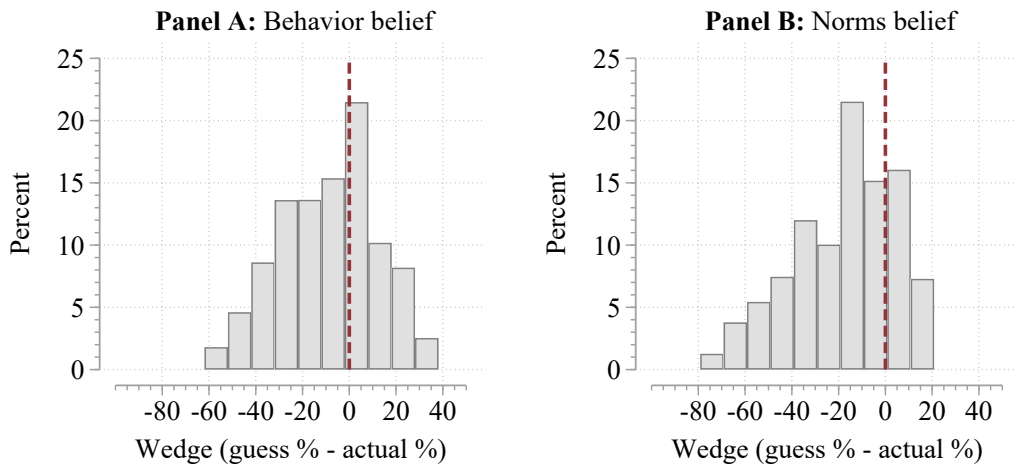 Panel A: Behavior belief
25
20
15
10
5
0
Percent
-80 -60 -40 -20 0 20 40
Wedge (guess % - actual %)
Panel B: Norms belief
25
20
15
10
5
0
Percent
-80 -60 -40 -20 0 20 40
Wedge (guess % - actual %)